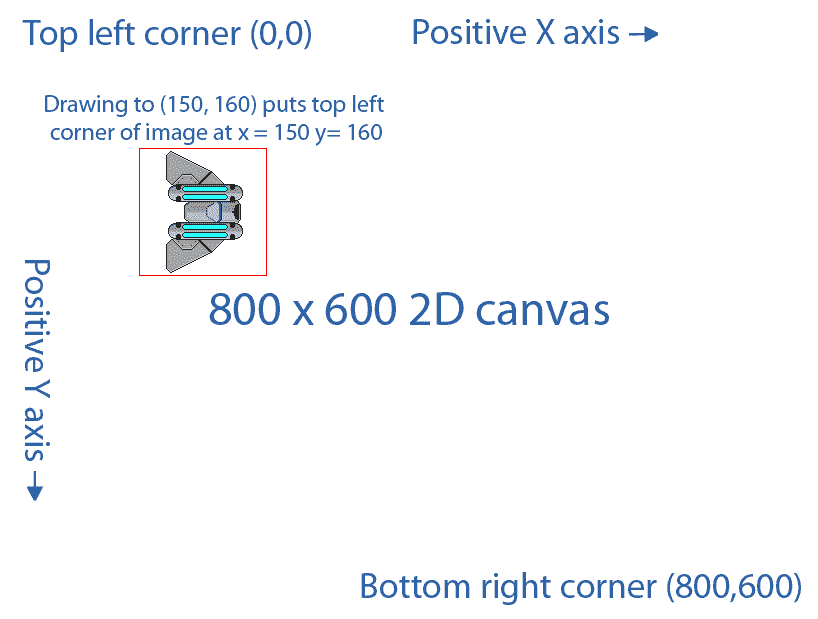 Top left corner (0,0)
Positive X axis →
Drawing to (150, 160) puts top left
corner of image at x = 150 y= 160
Positive Y axis →
800 x 600 2D canvas
Bottom right corner (800,600)